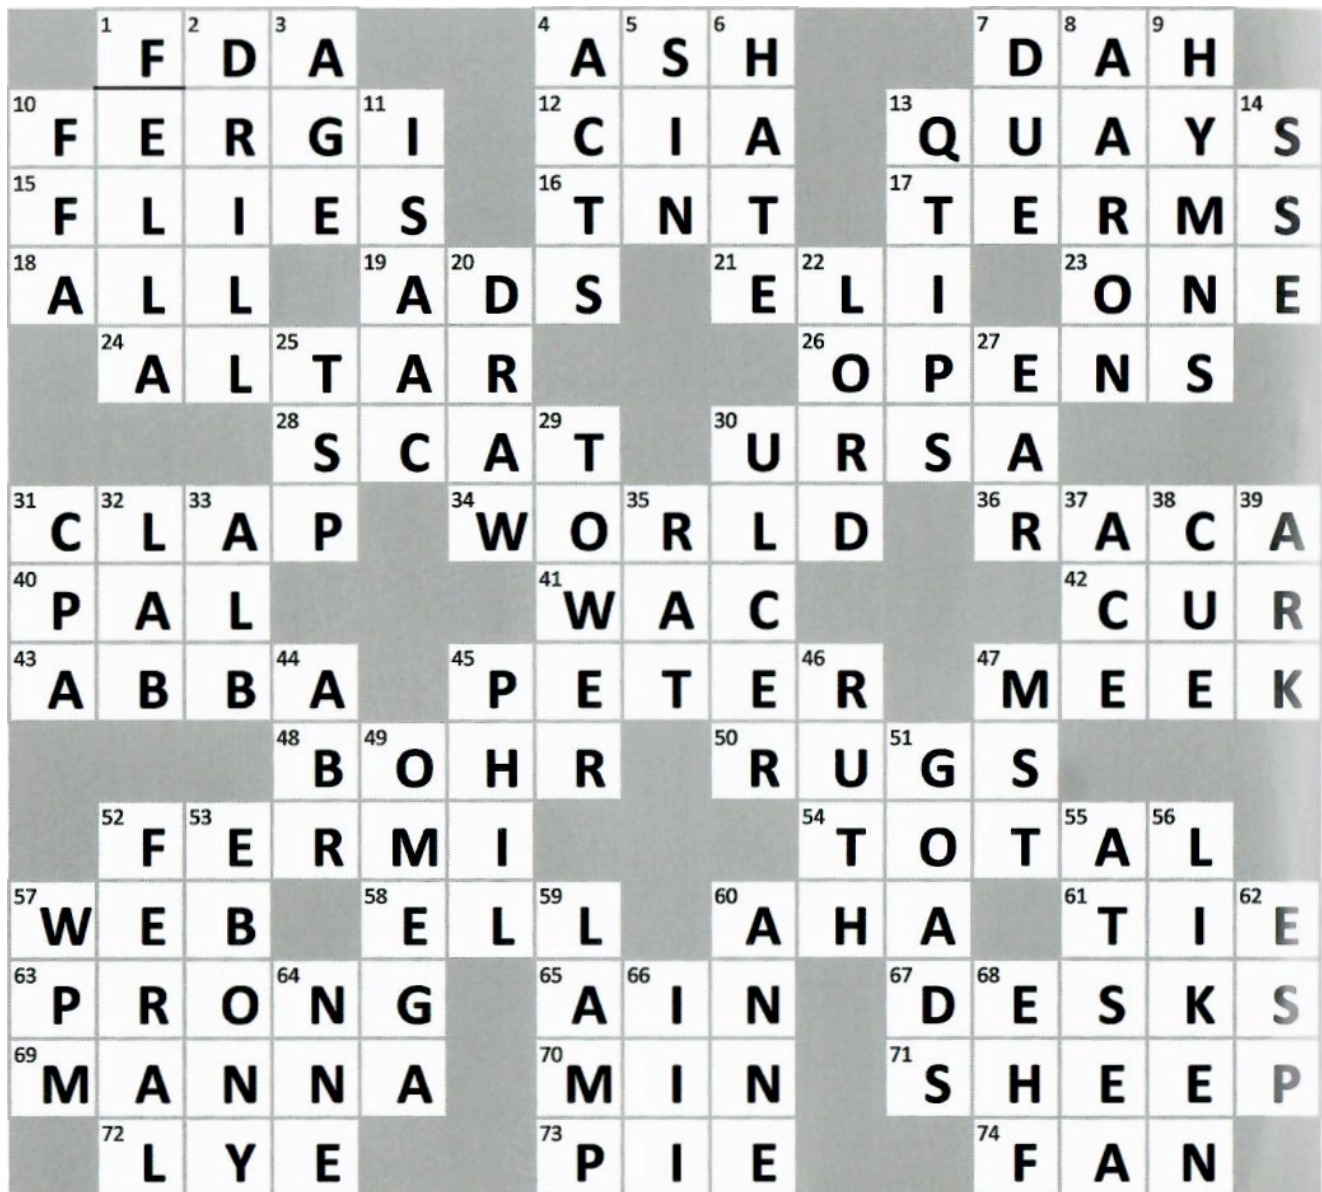 1 F 2 D 3 A 4 A 5 S 6 H 7 D 8 A 9 H
10 F E R G 11 I 12 C I A 13 Q U A Y 14 S
15 F L I E S 16 T N T 17 T E R M S
18 A L L 19 A 20 D S 21 E 22 L I 23 O N E
24 A L 25 T A R 26 O P 27 E N S
28 S C A 29 T 30 U R S A
31 C 32 L 33 A P 34 W O 35 R L D 36 R 37 A 38 C 39 A
40 P A L 41 W A C 42 C U R
43 A B B 44 A 45 P E T E 46 R 47 M E E K
48 B 49 O H R 50 R U 51 G S
52 F 53 E R M I 54 T O T 55 A 56 L
57 W E B 58 E L 59 L 60 A H A 61 T I 62 E
63 P R O 64 N G 65 A 66 I N 67 D 68 E S K S
69 M A N N A 70 M I N 71 S H E E P
72 L Y E 73 P I E 74 F A N